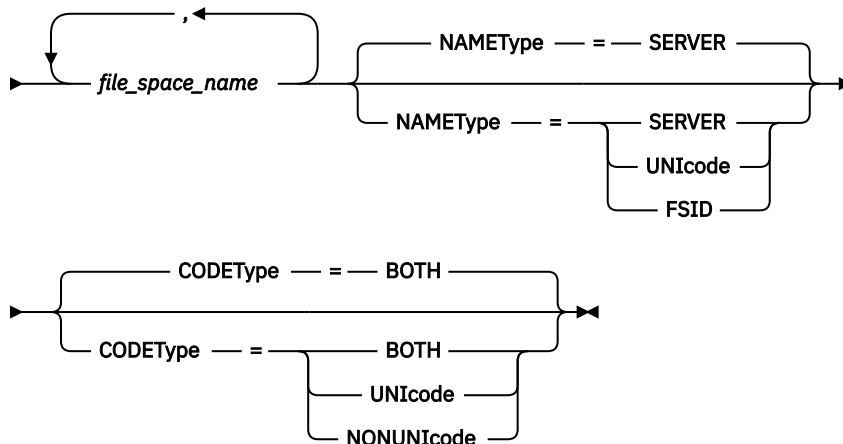 ,
file_space_name
NAMEType = SERVER
NAMEType = SERVER
UNIcode
FSID
CODEType = BOTH
CODEType = BOTH
UNIcode
NONUNIcode